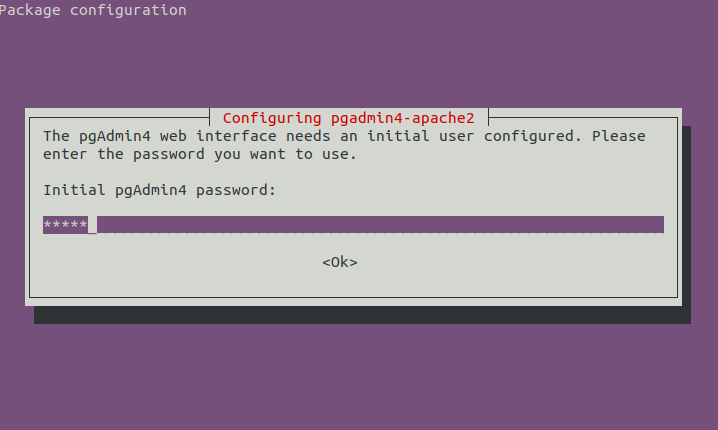 Package configuration
Configuring pgadmin4-apache2
The pgAdmin4 web interface needs an initial user configured. Please
enter the password you want to use.
Initial pgAdmin4 password:
*****
<Ok>